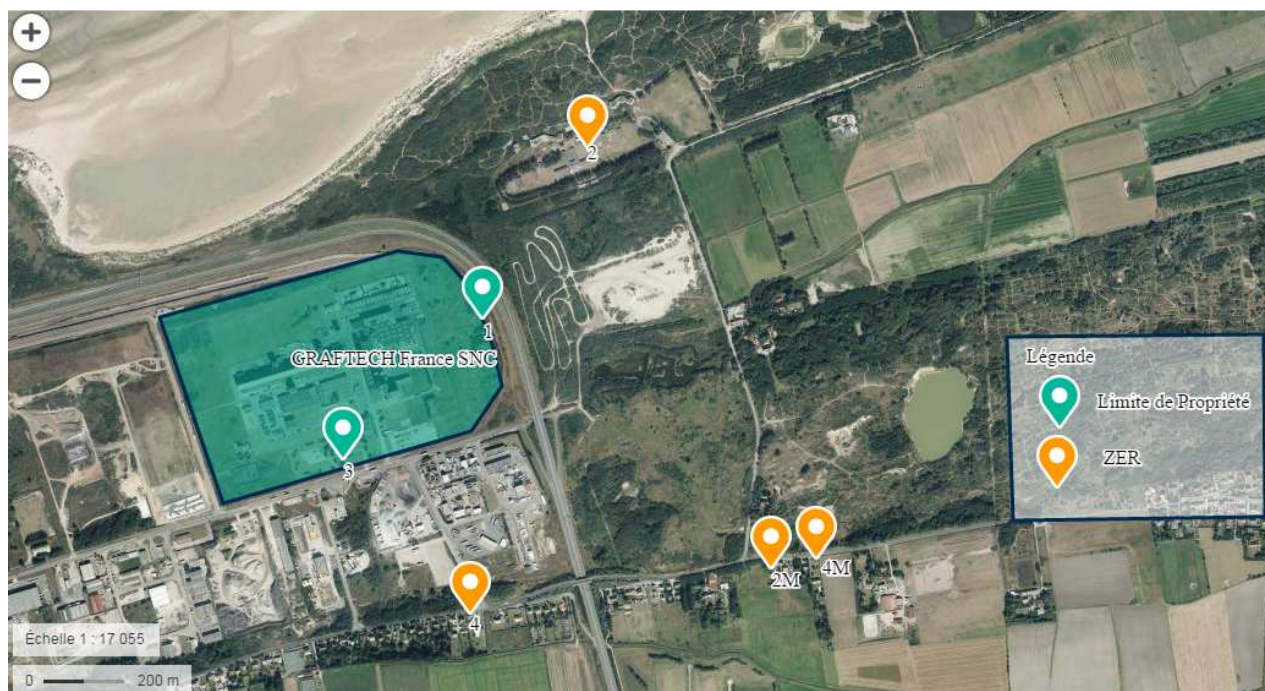 +
−
2
1
GRAFTECH France SNC
3
Légende
Limite de Propriété
ZER
2M
4M
4
Échelle 1 : 17 055
0 200 m